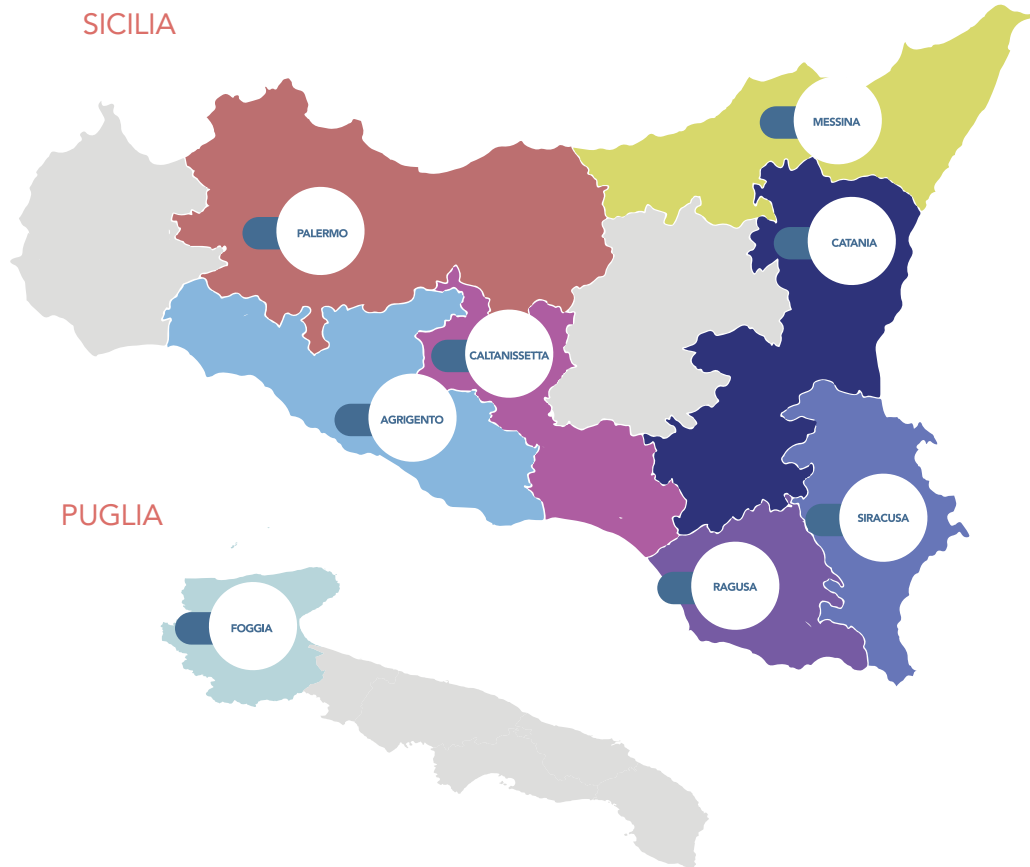 SICILIA
MESSINA
PALERMO
CATANIA
CALTANISSETTA
AGRIGENTO
PUGLIA
SIRACUSA
RAGUSA
FOGGIA